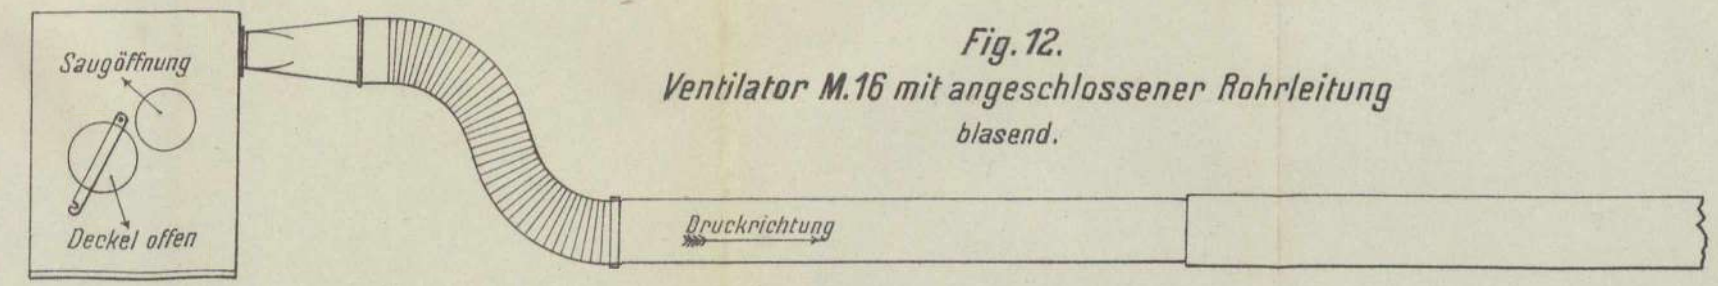 Fig. 12.
Ventilator M.16 mit angeschlossener Rohrleitung
blasend.
Saugöffnung
Deckel offen
Druckrichtung